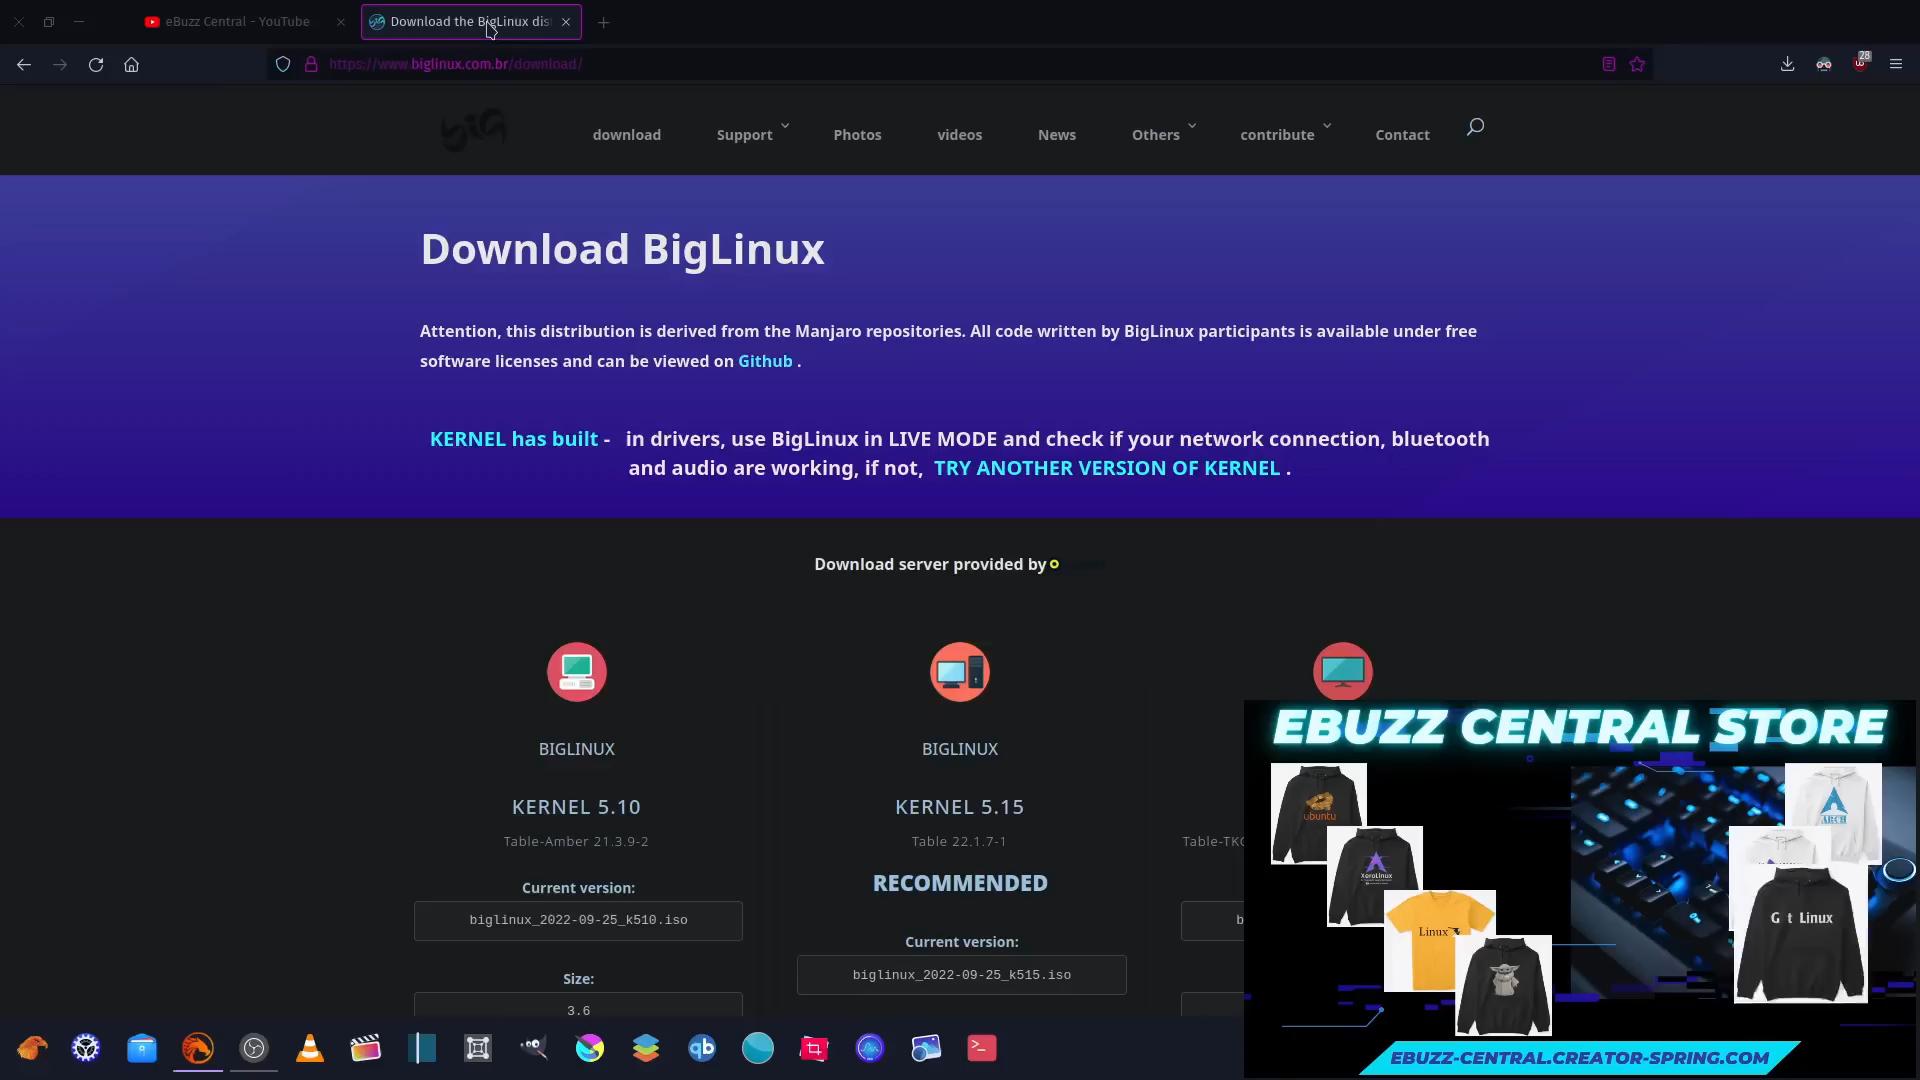 eBuzz Central - YouTube
Download the BigLinux dis
https://www.biglinux.com.br/download/
28
big
download
Support
Photos
videos
News
Others
contribute
Contact
Download BigLinux
Attention, this distribution is derived from the Manjaro repositories. All code written by BigLinux participants is available under free
software licenses and can be viewed on Github .
KERNEL has built - in drivers, use BigLinux in LIVE MODE and check if your network connection, bluetooth
and audio are working, if not, TRY ANOTHER VERSION OF KERNEL .
Download server provided by
BIGLINUX
KERNEL 5.10
Table-Amber 21.3.9-2
Current version:
biglinux_2022-09-25_k510.iso
Size:
3.6
BIGLINUX
KERNEL 5.15
Table 22.1.7-1
RECOMMENDED
Current version:
biglinux_2022-09-25_k515.iso
Table-TKG
b
EBUZZ CENTRAL STORE
ubuntu
XeroLinux
Linux
ARCH
G t Linux
EBUZZ-CENTRAL.CREATOR-SPRING.COM
qb